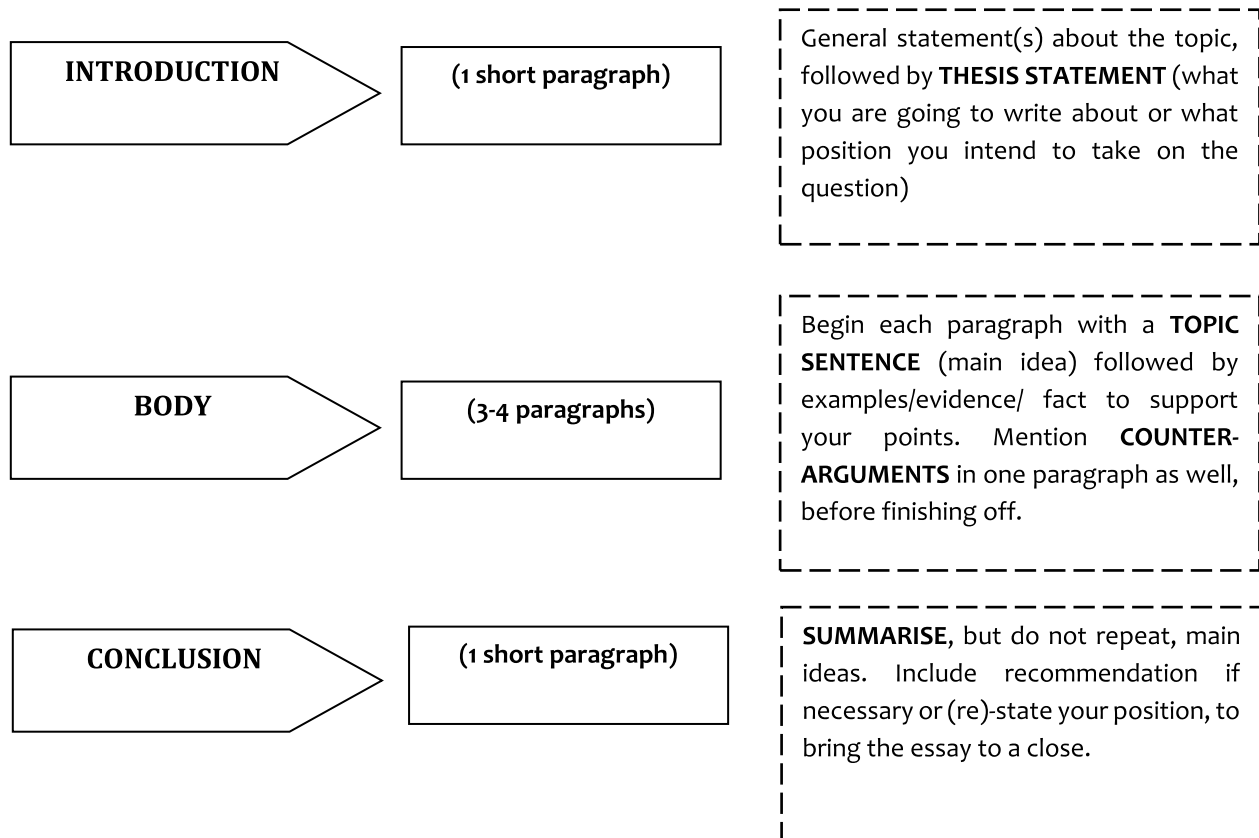 INTRODUCTION
(1 short paragraph)
General statement(s) about the topic,
followed by THESIS STATEMENT (what
you are going to write about or what
position you intend to take on the
question)
BODY
(3-4 paragraphs)
Begin each paragraph with a TOPIC
SENTENCE (main idea) followed by
examples/evidence/ fact to support
your points. Mention COUNTER-
ARGUMENTS in one paragraph as well,
before finishing off.
CONCLUSION
(1 short paragraph)
SUMMARISE, but do not repeat, main
ideas. Include recommendation if
necessary or (re)-state your position, to
bring the essay to a close.